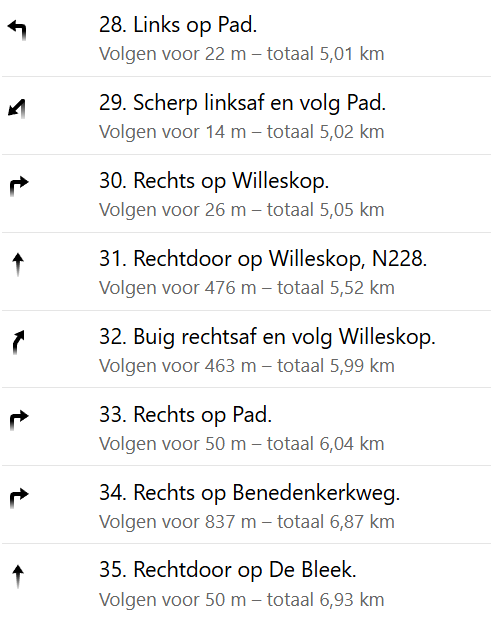 28. Links op Pad.
Volgen voor 22 m – totaal 5,01 km
29. Scherp linksaf en volg Pad.
Volgen voor 14 m – totaal 5,02 km
30. Rechts op Willeskop.
Volgen voor 26 m – totaal 5,05 km
31. Rechtdoor op Willeskop, N228.
Volgen voor 476 m – totaal 5,52 km
32. Buig rechtsaf en volg Willeskop.
Volgen voor 463 m – totaal 5,99 km
33. Rechts op Pad.
Volgen voor 50 m – totaal 6,04 km
34. Rechts op Benedenkerkweg.
Volgen voor 837 m – totaal 6,87 km
35. Rechtdoor op De Bleek.
Volgen voor 50 m – totaal 6,93 km